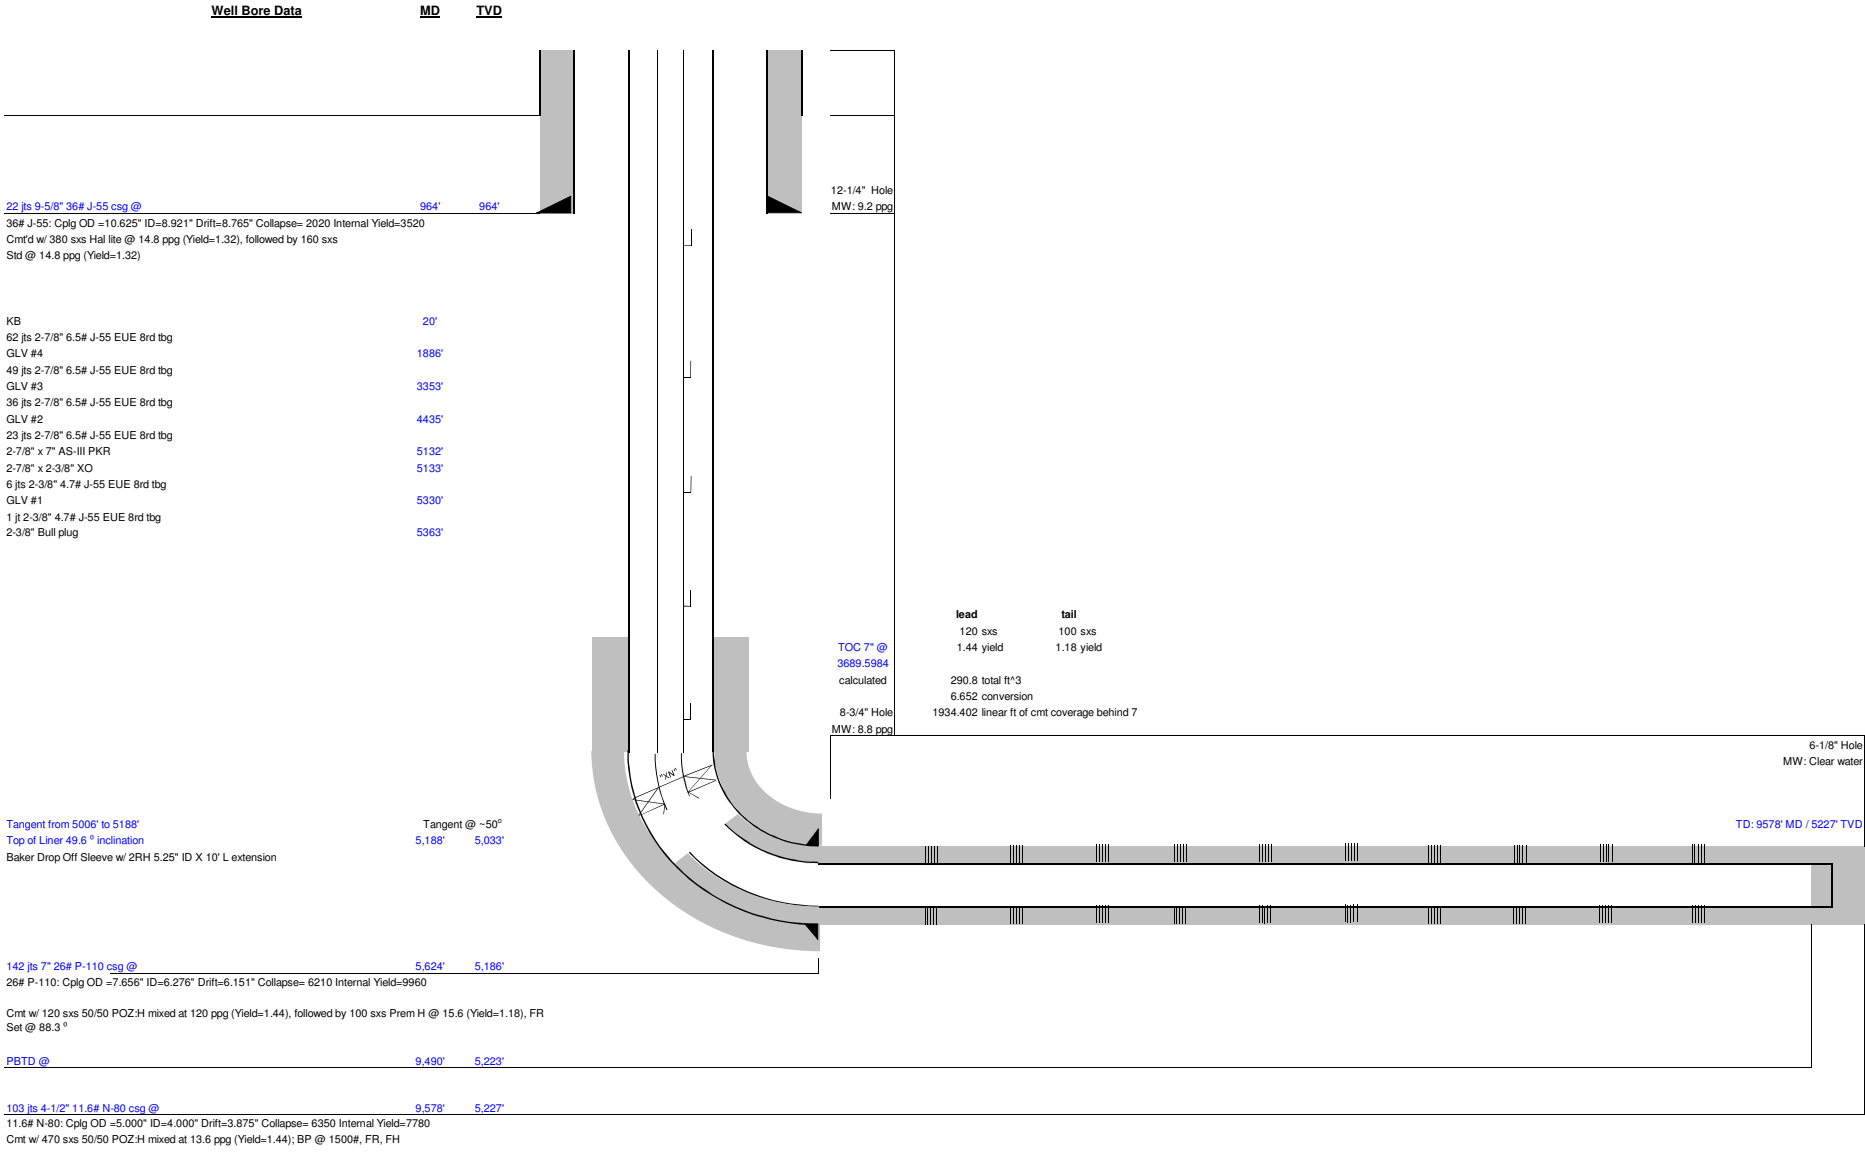 Well Bore Data MD TVD
12-1/4" Hole
22 jts 9-5/8" 36# J-55 csg @ 964' 964' MW: 9.2 ppg
36# J-55: Cplg OD =10.625" ID=8.921" Drift=8.765" Collapse= 2020 Internal Yield=3520
Cmt'd w/ 380 sxs Hal lite @ 14.8 ppg (Yield=1.32), followed by 160 sxs
Std @ 14.8 ppg (Yield=1.32)
KB 20'
62 jts 2-7/8" 6.5# J-55 EUE 8rd tbg
GLV #4 1886'
49 jts 2-7/8" 6.5# J-55 EUE 8rd tbg
GLV #3 3353'
36 jts 2-7/8" 6.5# J-55 EUE 8rd tbg
GLV #2 4435'
23 jts 2-7/8" 6.5# J-55 EUE 8rd tbg
2-7/8" x 7" AS-III PKR 5132'
2-7/8" x 2-3/8" XO 5133'
6 jts 2-3/8" 4.7# J-55 EUE 8rd tbg
GLV #1 5330'
1 jt 2-3/8" 4.7# J-55 EUE 8rd tbg
2-3/8" Bull plug 5363'
lead tail
120 sxs 100 sxs
TOC 7" @ 1.44 yield 1.18 yield
3689.5984
calculated 290.8 total ft^3
6.652 conversion
8-3/4" Hole 1934.402 linear ft of cmt coverage behind 7
MW: 8.8 ppg
6-1/8" Hole
MW: Clear water
"XN"
Tangent from 5006' to 5188' Tangent @ ~50° TD: 9578' MD / 5227' TVD
Top of Liner 49.6 ° inclination 5,188' 5,033'
Baker Drop Off Sleeve w/ 2RH 5.25" ID X 10' L extension
142 jts 7" 26# P-110 csg @ 5,624' 5,186'
26# P-110: Cplg OD =7.656" ID=6.276" Drift=6.151" Collapse= 6210 Internal Yield=9960
Cmt w/ 120 sxs 50/50 POZ:H mixed at 120 ppg (Yield=1.44), followed by 100 sxs Prem H @ 15.6 (Yield=1.18), FR
Set @ 88.3 °
PBTD @ 9,490' 5,223'
103 jts 4-1/2" 11.6# N-80 csg @ 9,578' 5,227'
11.6# N-80: Cplg OD =5.000" ID=4.000" Drift=3.875" Collapse= 6350 Internal Yield=7780
Cmt w/ 470 sxs 50/50 POZ:H mixed at 13.6 ppg (Yield=1.44); BP @ 1500#, FR, FH